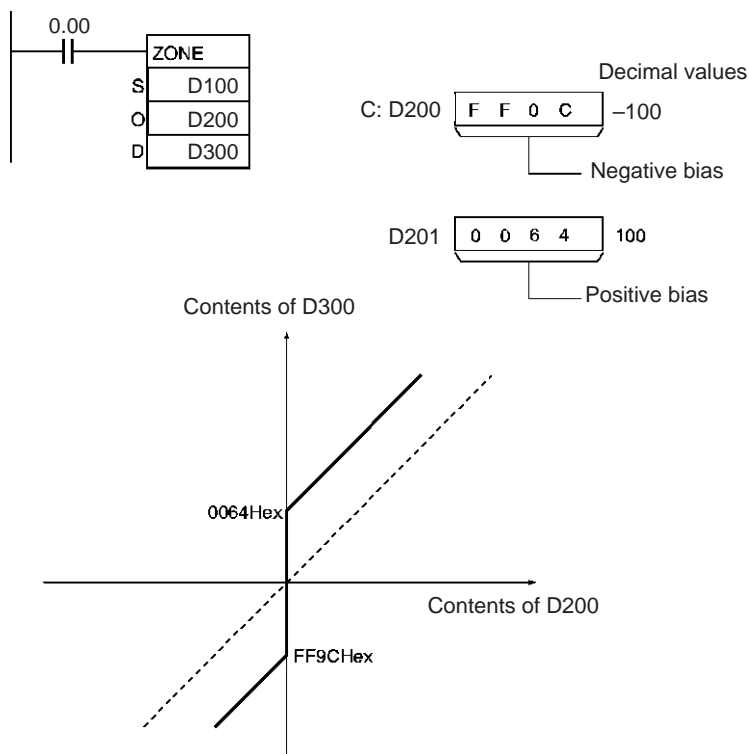 0.00
ZONE
S D100
O D200
D D300
Decimal values
C: D200 F F 0 C –100
Negative bias
D201 0 0 6 4 100
Positive bias
Contents of D300
0064Hex
Contents of D200
FF9CHex